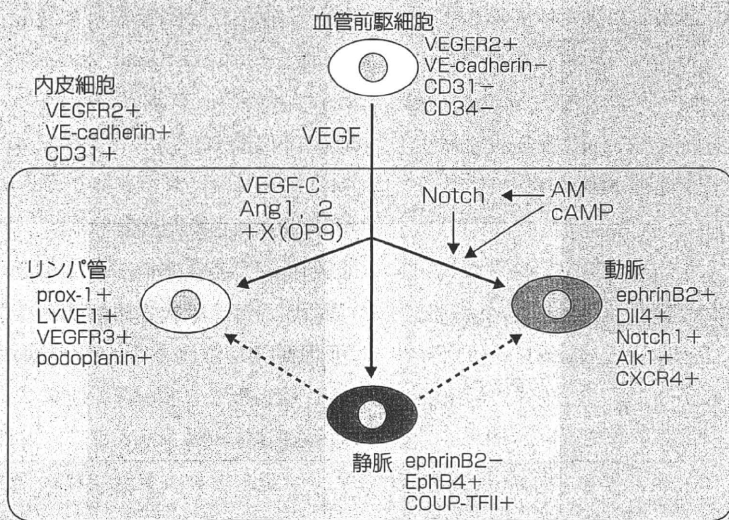 血管前駆細胞
VEGFR2+
VE-cadherin−
CD31−
CD34−
内皮細胞
VEGFR2+
VE-cadherin+
CD31+
VEGF
VEGF-C
Ang1, 2
+X(OP9)
Notch
AM
cAMP
リンパ管
prox-1+
LYVE1+
VEGFR3+
podoplanin+
動脈
ephrinB2+
Dll4+
Notch1+
Alk1+
CXCR4+
静脈
ephrinB2−
EphB4+
COUP-TFII+